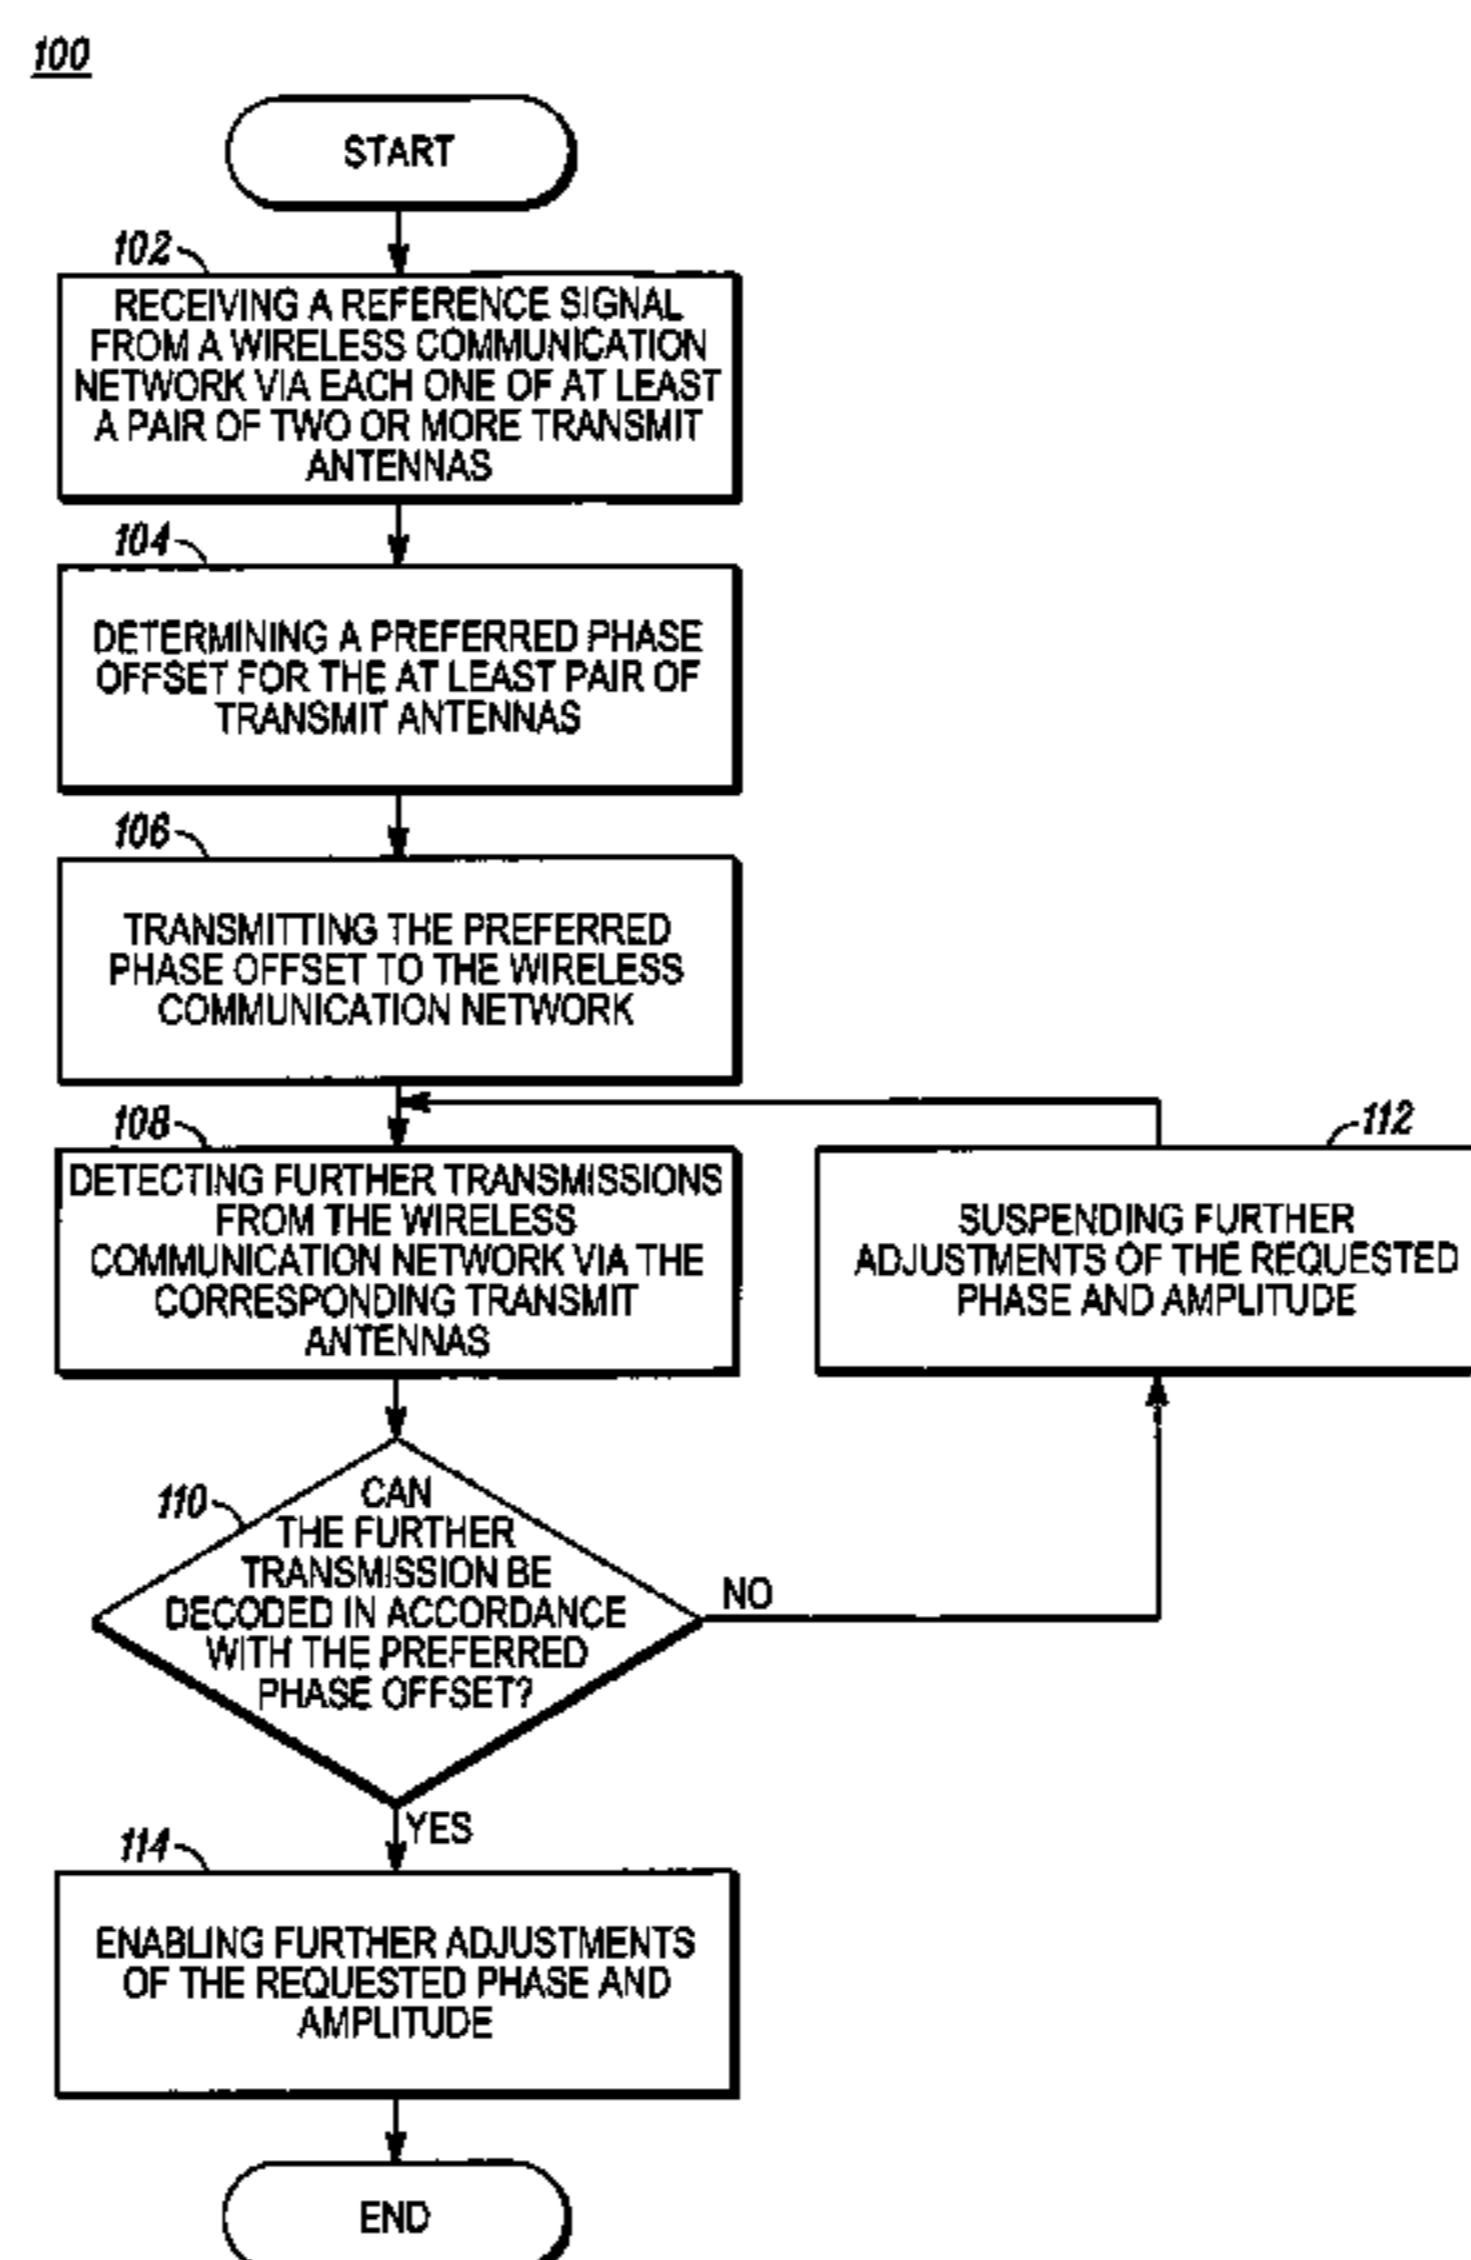 100
START
102
RECEIVING A REFERENCE SIGNAL
FROM A WIRELESS COMMUNICATION
NETWORK VIA EACH ONE OF AT LEAST
A PAIR OF TWO OR MORE TRANSMIT
ANTENNAS
104
DETERMINING A PREFERRED PHASE
OFFSET FOR THE AT LEAST PAIR OF
TRANSMIT ANTENNAS
106
TRANSMITTING THE PREFERRED
PHASE OFFSET TO THE WIRELESS
COMMUNICATION NETWORK
108
DETECTING FURTHER TRANSMISSIONS
FROM THE WIRELESS
COMMUNICATION NETWORK VIA THE
CORRESPONDING TRANSMIT
ANTENNAS
112
SUSPENDING FURTHER
ADJUSTMENTS OF THE REQUESTED
PHASE AND AMPLITUDE
110
CAN
THE FURTHER
TRANSMISSION BE
DECODED IN ACCORDANCE
WITH THE PREFERRED
PHASE OFFSET?
NO
YES
114
ENABLING FURTHER ADJUSTMENTS
OF THE REQUESTED PHASE AND
AMPLITUDE
END